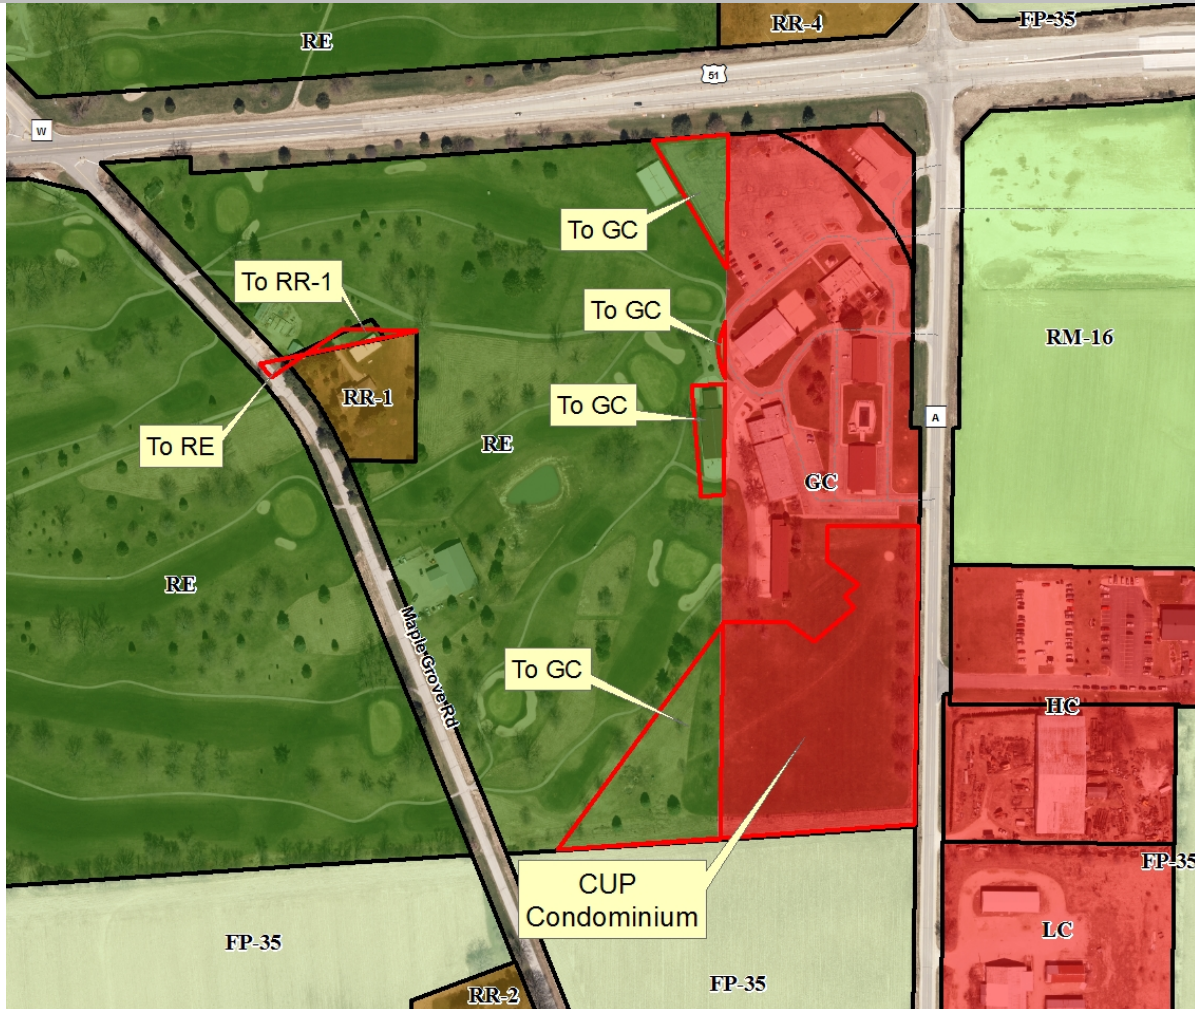 RE
RR-4
FP-35
51
W
To GC
To RR-1
To GC
RM-16
RR-1
To GC
A
To RE
RE
GC
RE
Maple Grove Rd
To GC
HC
FP-35
CUP
Condominium
LC
FP-35
FP-35
RR-2